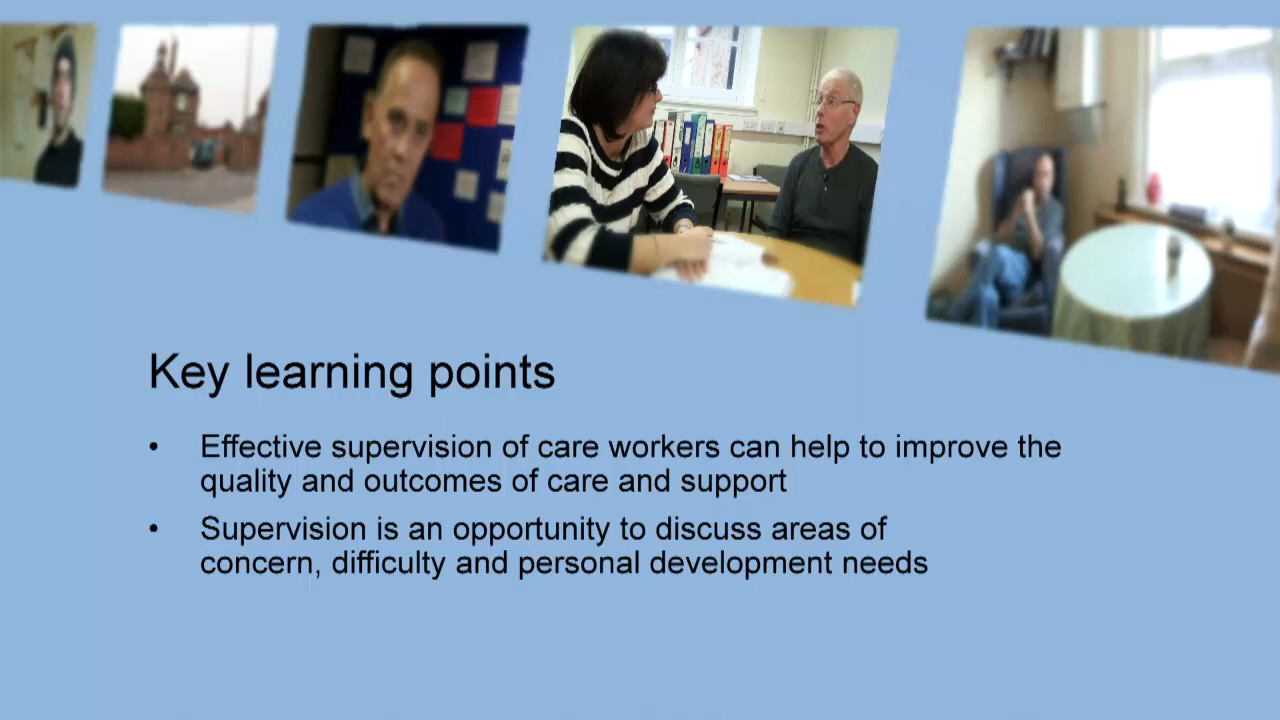 Key learning points
• Effective supervision of care workers can help to improve the
quality and outcomes of care and support
• Supervision is an opportunity to discuss areas of
concern, difficulty and personal development needs